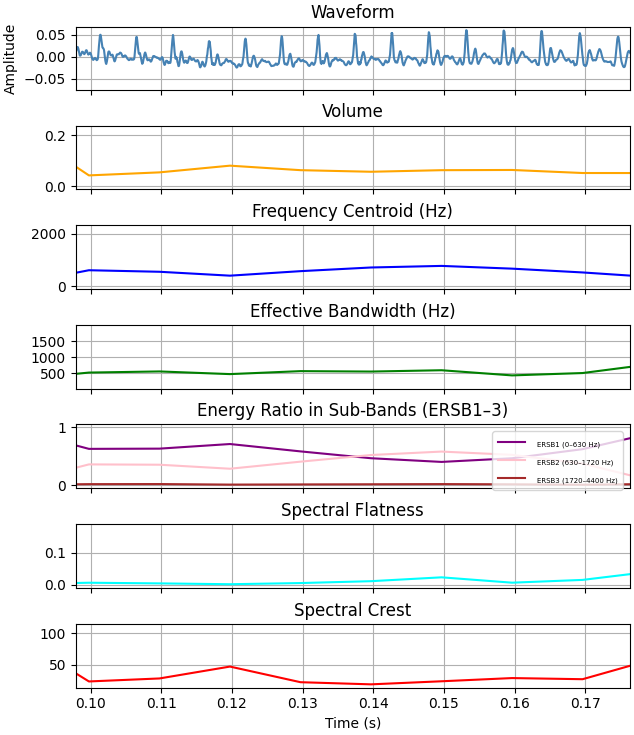 Waveform
Amplitude
0.05
0.00
−0.05
Volume
0.2
0.0
Frequency Centroid (Hz)
2000
0
Effective Bandwidth (Hz)
1500
1000
500
Energy Ratio in Sub-Bands (ERSB1–3)
1
0
ERSB1 (0–630 Hz)
ERSB2 (630–1720 Hz)
ERSB3 (1720–4400 Hz)
Spectral Flatness
0.1
0.0
Spectral Crest
100
50
0.10 0.11 0.12 0.13 0.14 0.15 0.16 0.17
Time (s)